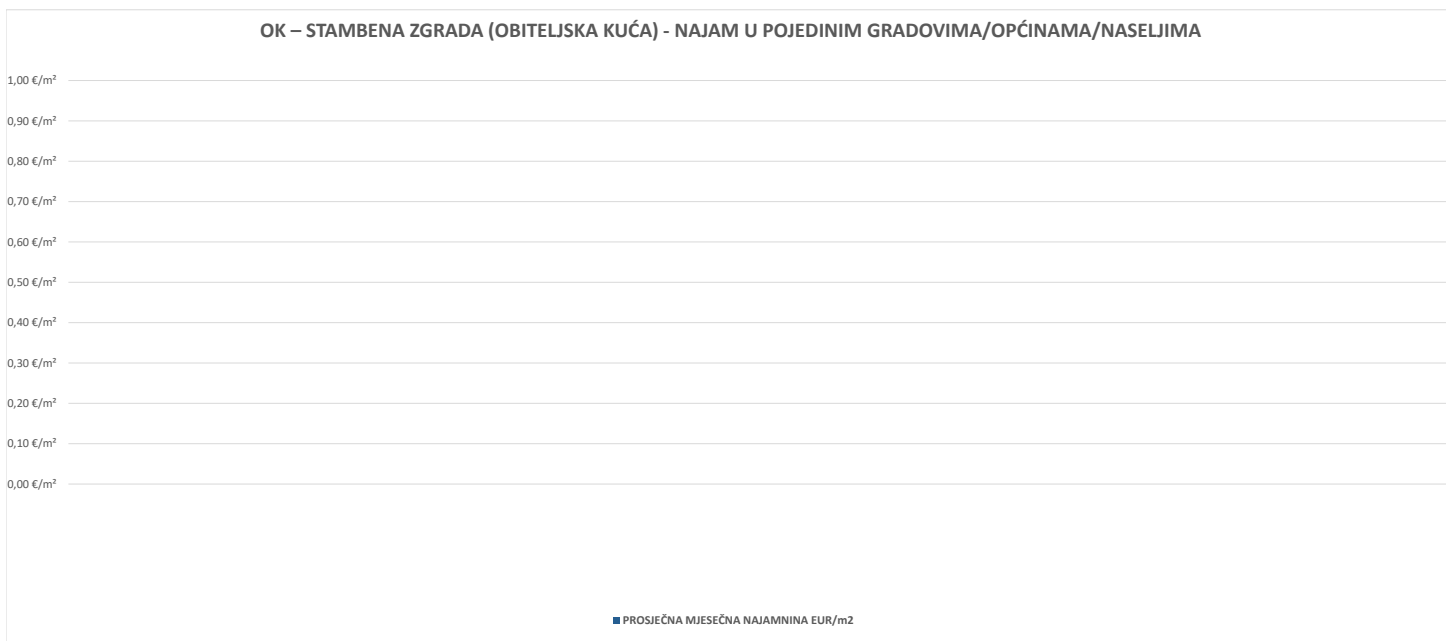 OK – STAMBENA ZGRADA (OBITELJSKA KUĆA) - NAJAM U POJEDINIM GRADOVIMA/OPĆINAMA/NASELJIMA
1,00 €/m²
0,90 €/m²
0,80 €/m²
0,70 €/m²
0,60 €/m²
0,50 €/m²
0,40 €/m²
0,30 €/m²
0,20 €/m²
0,10 €/m²
0,00 €/m²
PROSJEČNA MJESEČNA NAJAMNINA EUR/m2